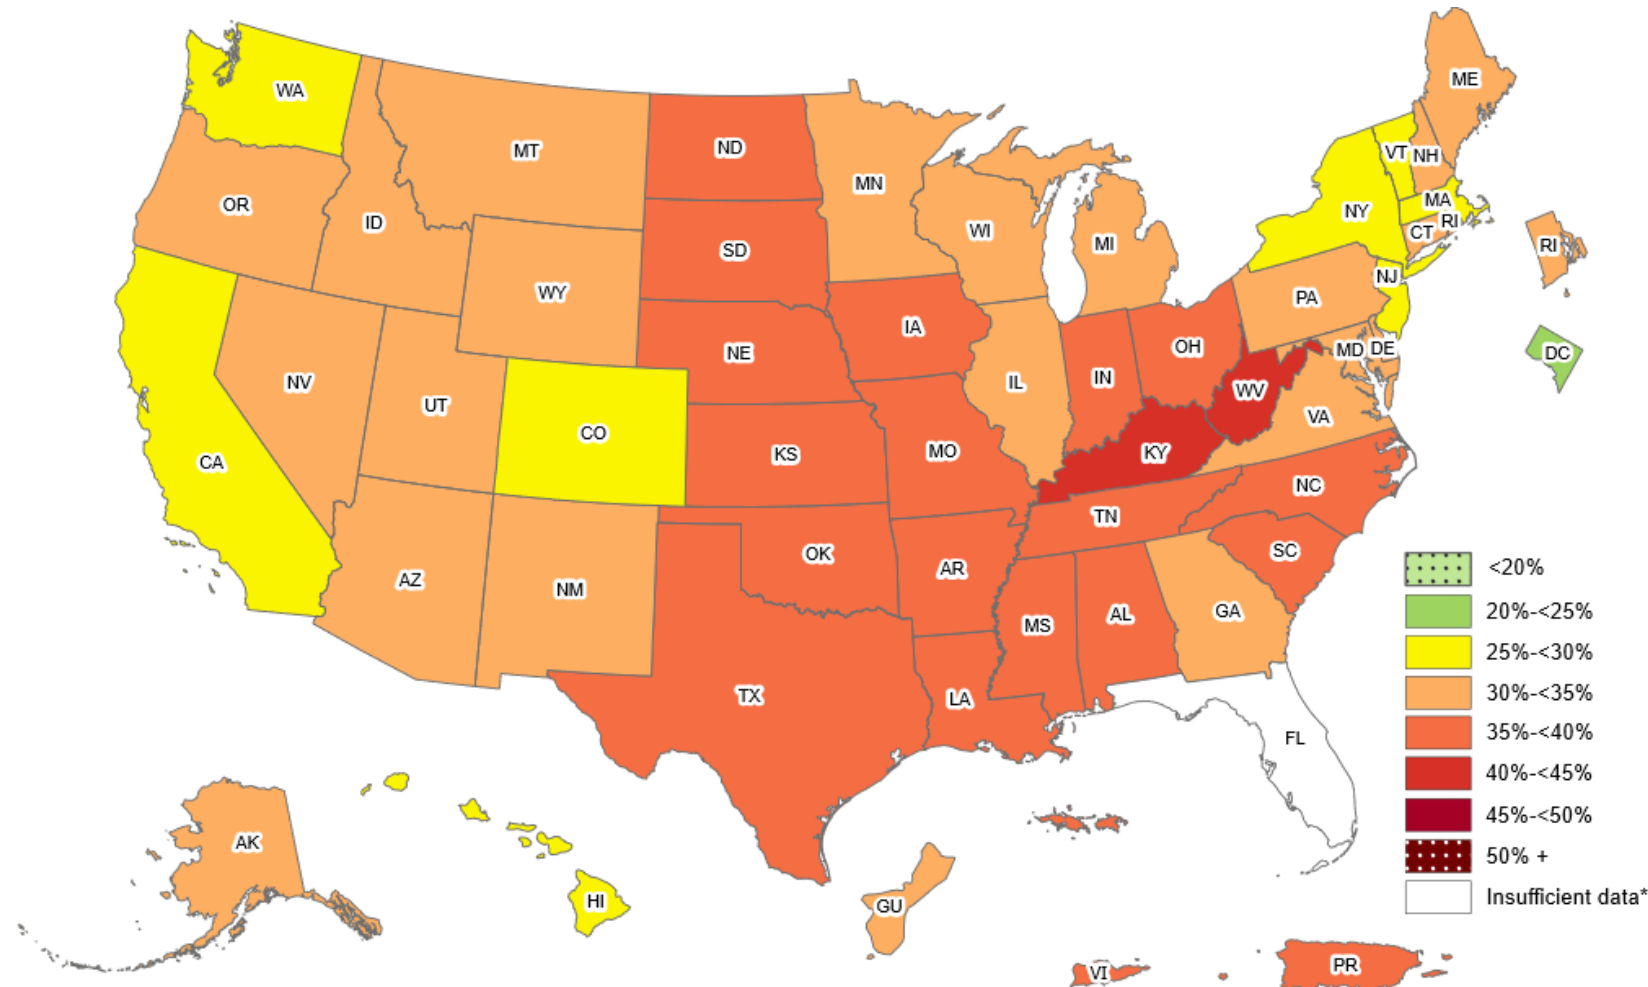 WA
MT
ND
MN
OR
ID
SD
WI
MI
ME
VT
NH
NY
MA
RI
CT
RI
WY
NE
IA
PA
NJ
NV
UT
CO
KS
MO
IL
IN
OH
WV
MD
DE
DC
VA
KY
CA
AZ
NM
OK
AR
TN
NC
SC
MS
AL
GA
TX
LA
FL
AK
HI
GU
VI
PR
<20%
20%-<25%
25%-<30%
30%-<35%
35%-<40%
40%-<45%
45%-<50%
50% +
Insufficient data*